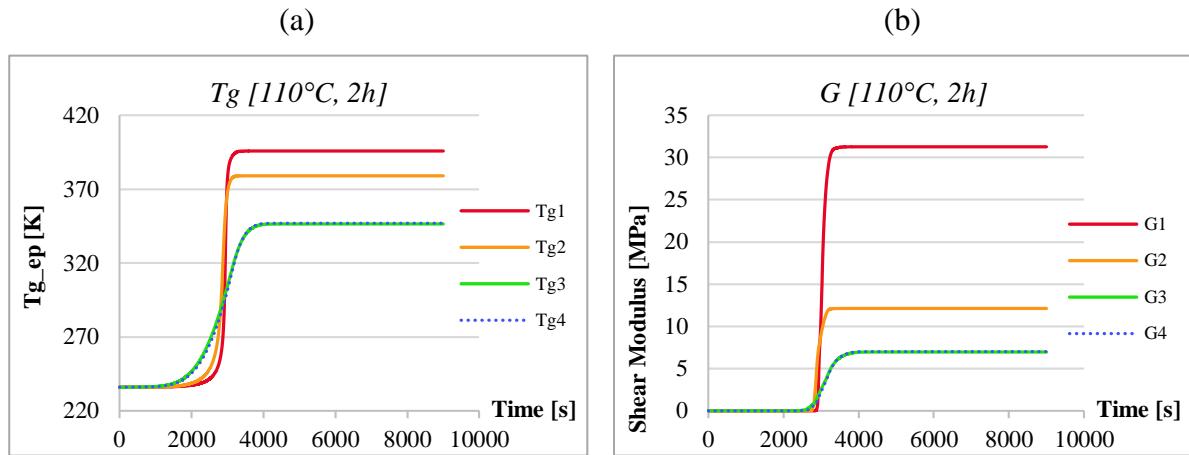 (a)
Tg [110°C, 2h]
420
370
320
270
220
Tg_ep [K]
Time [s]
0 2000 4000 6000 8000 10000
Tg1
Tg2
Tg3
Tg4
(b)
G [110°C, 2h]
35
30
25
20
15
10
5
0
Shear Modulus [MPa]
Time [s]
0 2000 4000 6000 8000 10000
G1
G2
G3
G4